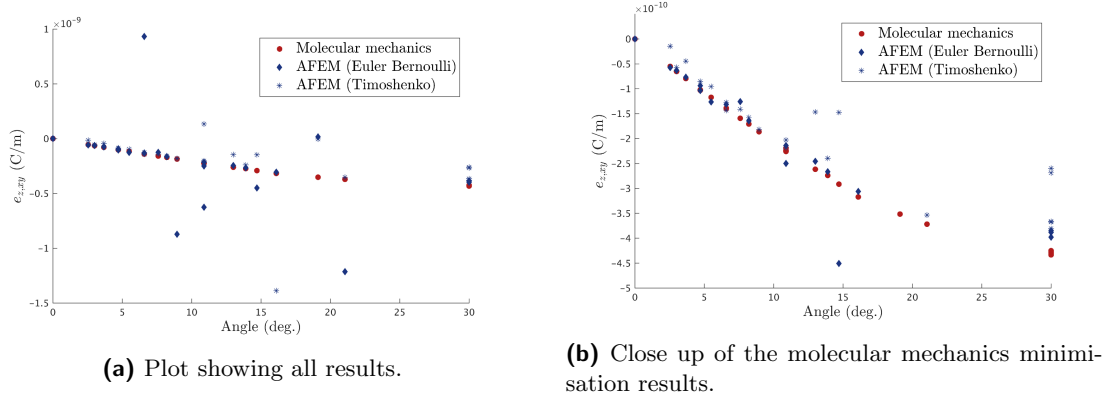 ×10⁻⁹
1
0.5
0
−0.5
−1
−1.5
0 5 10 15 20 25 30
e_{z,xy} (C/m)
Angle (deg.)
Molecular mechanics
AFEM (Euler Bernoulli)
AFEM (Timoshenko)
(a) Plot showing all results.
×10⁻¹⁰
0
−0.5
−1
−1.5
−2
−2.5
−3
−3.5
−4
−4.5
−5
0 5 10 15 20 25 30
e_{z,xy} (C/m)
Angle (deg.)
Molecular mechanics
AFEM (Euler Bernoulli)
AFEM (Timoshenko)
(b) Close up of the molecular mechanics minimi-
sation results.